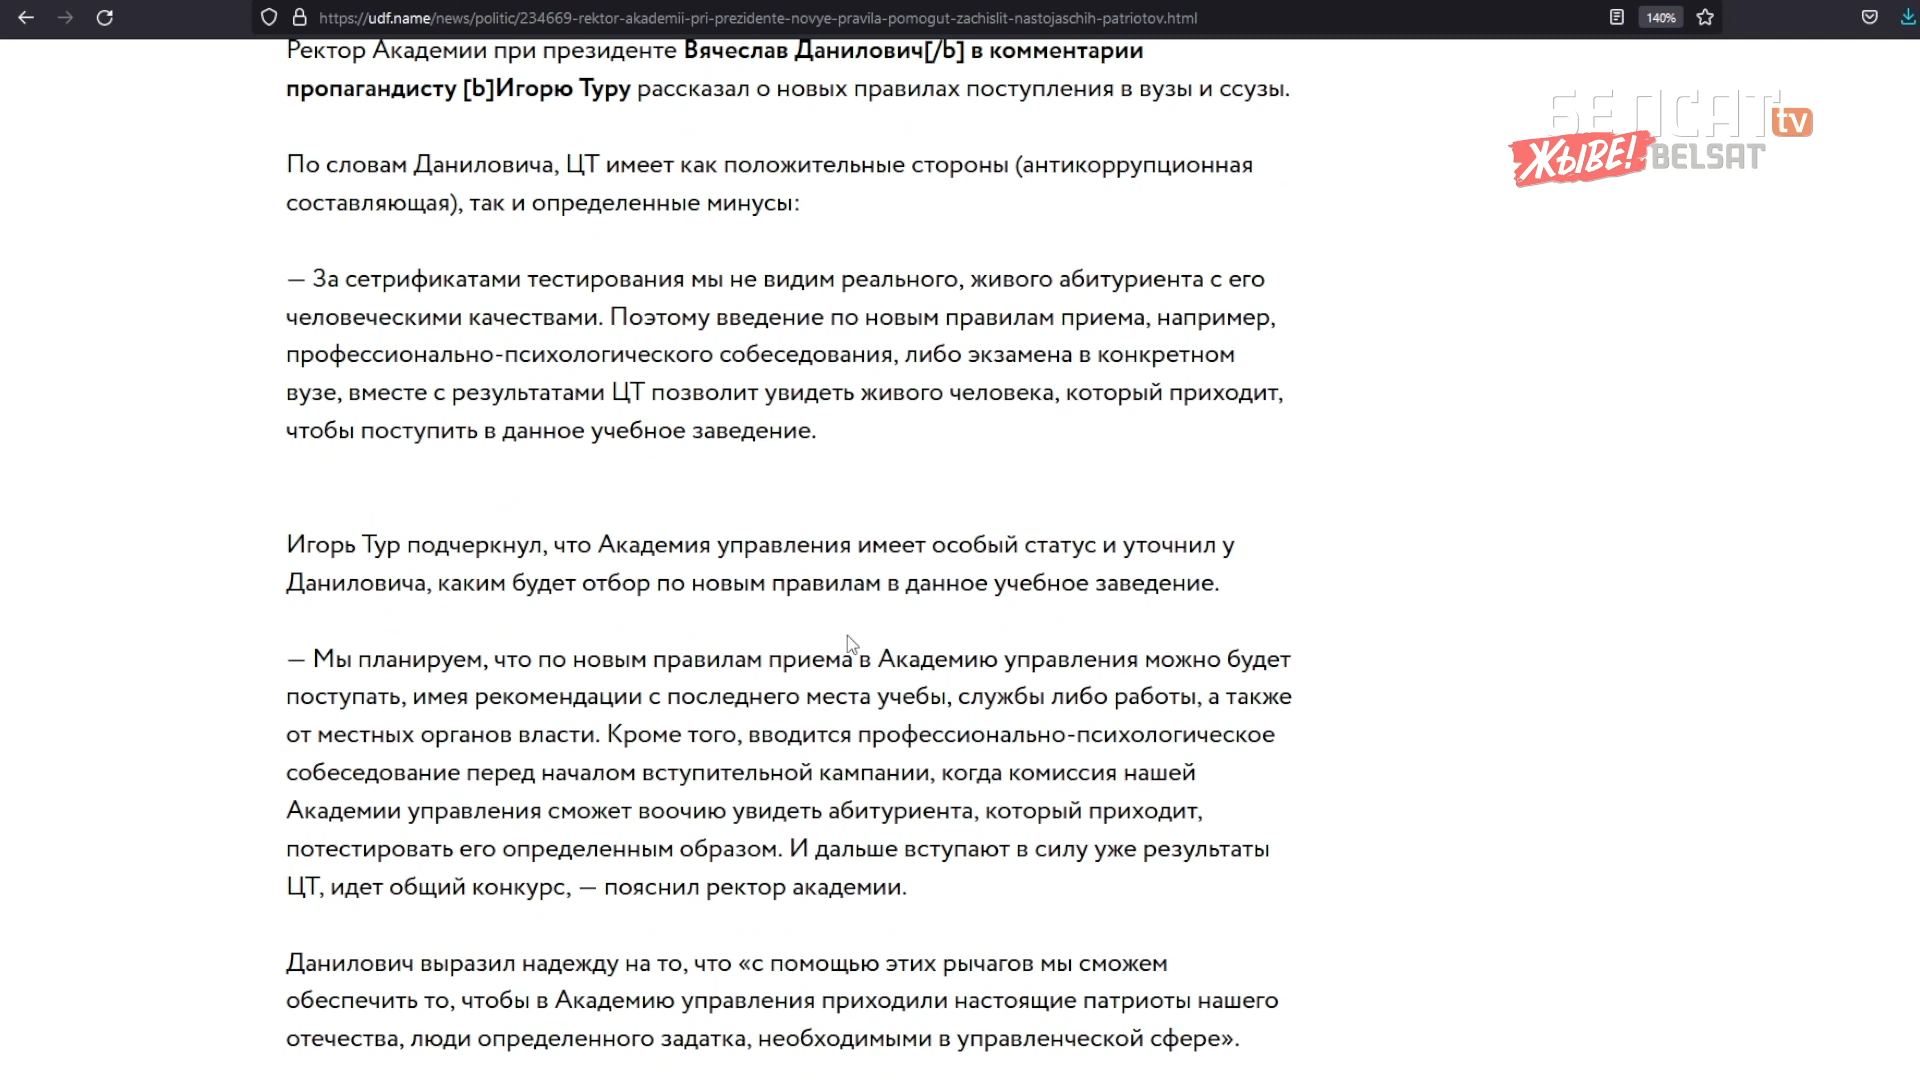 https://udf.name/news/politic/234669-rektor-akademii-pri-prezidente-novye-pravila-pomogut-zachislit-nastojaschih-patriotov.html
140%
Ректор Академии при президенте Вячеслав Данилович[/b] в комментарии
пропагандисту [b]Игорю Туру рассказал о новых правилах поступления в вузы и ссузы.
БЕЛСАТ tv
ЖЫВЕ! BELSAT
По словам Даниловича, ЦТ имеет как положительные стороны (антикоррупционная
составляющая), так и определенные минусы:
— За сетрификатами тестирования мы не видим реального, живого абитуриента с его
человеческими качествами. Поэтому введение по новым правилам приема, например,
профессионально-психологического собеседования, либо экзамена в конкретном
вузе, вместе с результатами ЦТ позволит увидеть живого человека, который приходит,
чтобы поступить в данное учебное заведение.
Игорь Тур подчеркнул, что Академия управления имеет особый статус и уточнил у
Даниловича, каким будет отбор по новым правилам в данное учебное заведение.
— Мы планируем, что по новым правилам приема в Академию управления можно будет
поступать, имея рекомендации с последнего места учебы, службы либо работы, а также
от местных органов власти. Кроме того, вводится профессионально-психологическое
собеседование перед началом вступительной кампании, когда комиссия нашей
Академии управления сможет воочию увидеть абитуриента, который приходит,
потестировать его определенным образом. И дальше вступают в силу уже результаты
ЦТ, идет общий конкурс, — пояснил ректор академии.
Данилович выразил надежду на то, что «с помощью этих рычагов мы сможем
обеспечить то, чтобы в Академию управления приходили настоящие патриоты нашего
отечества, люди определенного задатка, необходимыми в управленческой сфере».